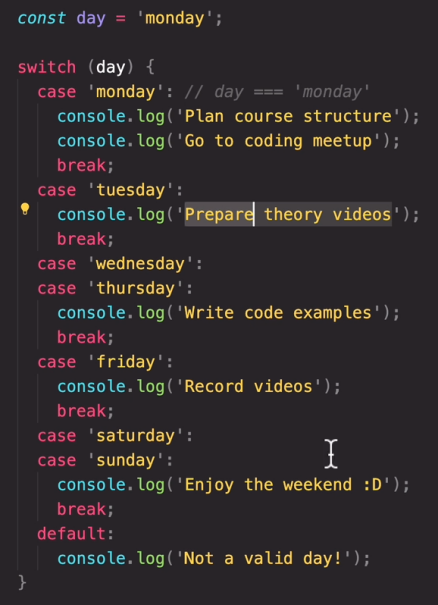 const day = 'monday';
switch (day) {
case 'monday': // day === 'monday'
console.log('Plan course structure');
console.log('Go to coding meetup');
break;
case 'tuesday':
console.log('Prepare theory videos');
break;
case 'wednesday':
case 'thursday':
console.log('Write code examples');
break;
case 'friday':
console.log('Record videos');
break;
case 'saturday':
case 'sunday':
console.log('Enjoy the weekend :D');
break;
default:
console.log('Not a valid day!');
}